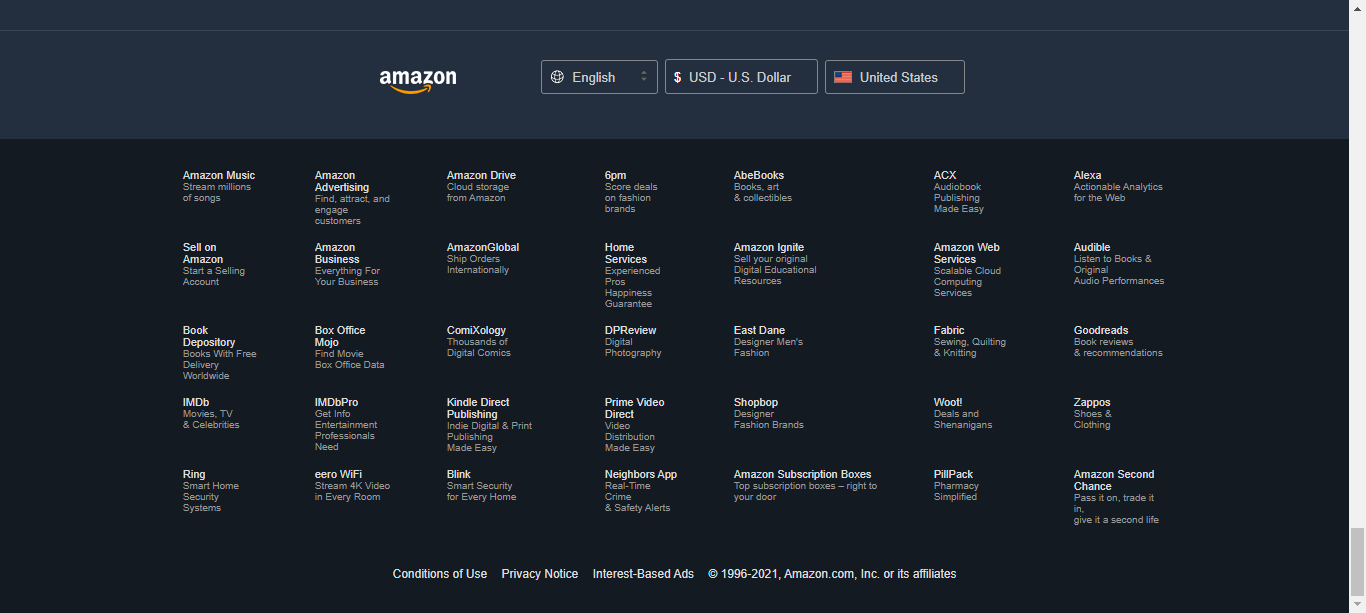 amazon
English
$ USD - U.S. Dollar
United States
Amazon Music
Stream millions
of songs
Amazon
Advertising
Find, attract, and
engage
customers
Amazon Drive
Cloud storage
from Amazon
6pm
Score deals
on fashion
brands
AbeBooks
Books, art
& collectibles
ACX
Audiobook
Publishing
Made Easy
Alexa
Actionable Analytics
for the Web
Sell on
Amazon
Start a Selling
Account
Amazon
Business
Everything For
Your Business
AmazonGlobal
Ship Orders
Internationally
Home
Services
Experienced
Pros
Happiness
Guarantee
Amazon Ignite
Sell your original
Digital Educational
Resources
Amazon Web
Services
Scalable Cloud
Computing
Services
Audible
Listen to Books &
Original
Audio Performances
Book
Depository
Books With Free
Delivery
Worldwide
Box Office
Mojo
Find Movie
Box Office Data
ComiXology
Thousands of
Digital Comics
DPReview
Digital
Photography
East Dane
Designer Men's
Fashion
Fabric
Sewing, Quilting
& Knitting
Goodreads
Book reviews
& recommendations
IMDb
Movies, TV
& Celebrities
IMDbPro
Get Info
Entertainment
Professionals
Need
Kindle Direct
Publishing
Indie Digital & Print
Publishing
Made Easy
Prime Video
Direct
Video
Distribution
Made Easy
Shopbop
Designer
Fashion Brands
Woot!
Deals and
Shenanigans
Zappos
Shoes &
Clothing
Ring
Smart Home
Security
Systems
eero WiFi
Stream 4K Video
in Every Room
Blink
Smart Security
for Every Home
Neighbors App
Real-Time
Crime
& Safety Alerts
Amazon Subscription Boxes
Top subscription boxes – right to
your door
PillPack
Pharmacy
Simplified
Amazon Second
Chance
Pass it on, trade it
in,
give it a second life
Conditions of Use Privacy Notice Interest-Based Ads © 1996-2021, Amazon.com, Inc. or its affiliates